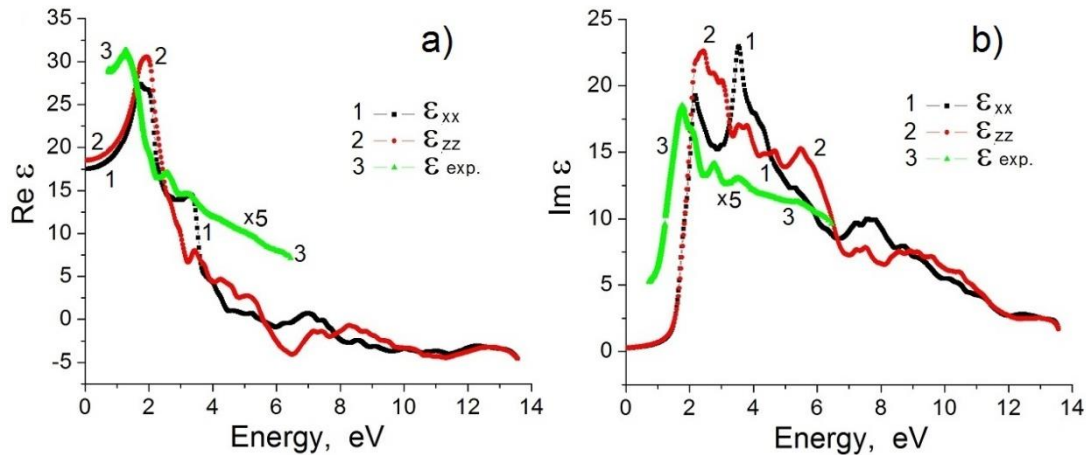 a)
35
30
25
20
15
10
5
0
-5
Re ε
3
2
2
1
1
x5
3
1 ε xx
2 ε zz
3 ε exp.
0 2 4 6 8 10 12 14
Energy, eV
b)
25
20
15
10
5
0
Im ε
2
1
3
1
2
x5
3
1 ε xx
2 ε zz
3 ε exp.
0 2 4 6 8 10 12 14
Energy, eV